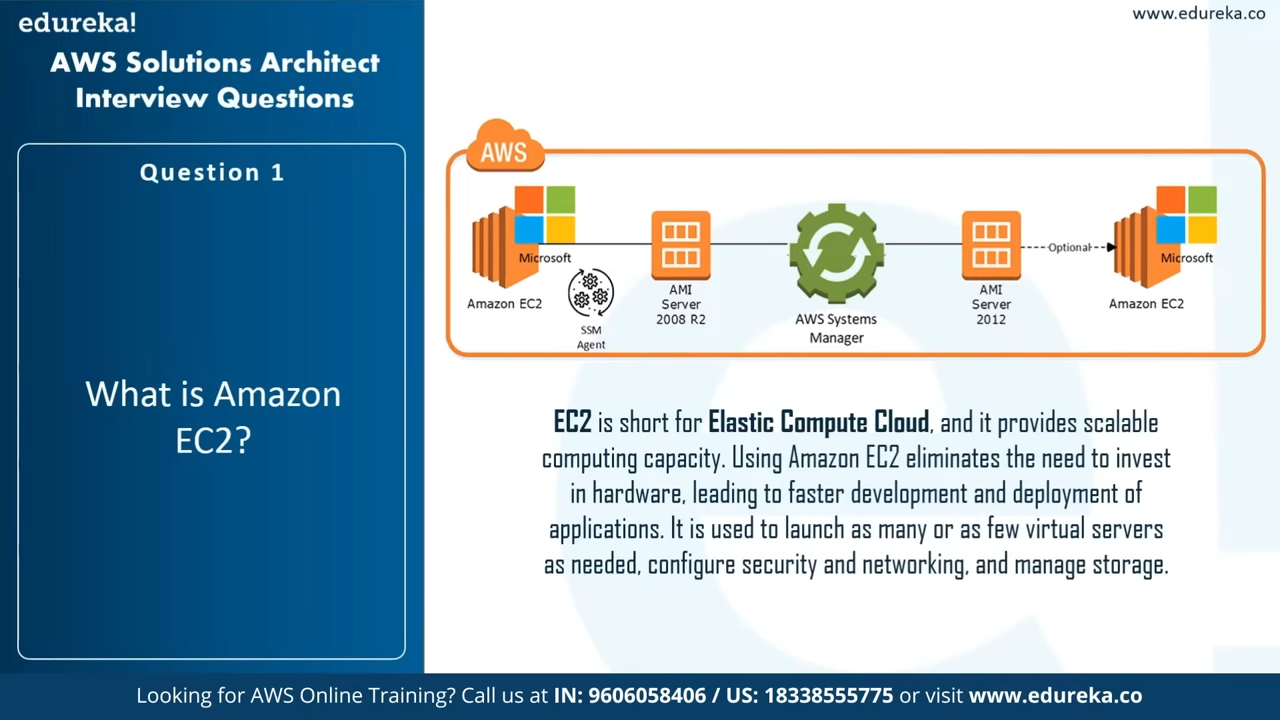 edureka!
www.edureka.co
AWS Solutions Architect
Interview Questions
Question 1
What is Amazon
EC2?
AWS
Microsoft
Amazon EC2
SSM
Agent
AMI
Server
2008 R2
AWS Systems
Manager
AMI
Server
2012
Optional
Microsoft
Amazon EC2
EC2 is short for Elastic Compute Cloud, and it provides scalable
computing capacity. Using Amazon EC2 eliminates the need to invest
in hardware, leading to faster development and deployment of
applications. It is used to launch as many or as few virtual servers
as needed, configure security and networking, and manage storage.
Looking for AWS Online Training? Call us at IN: 9606058406 / US: 18338555775 or visit www.edureka.co